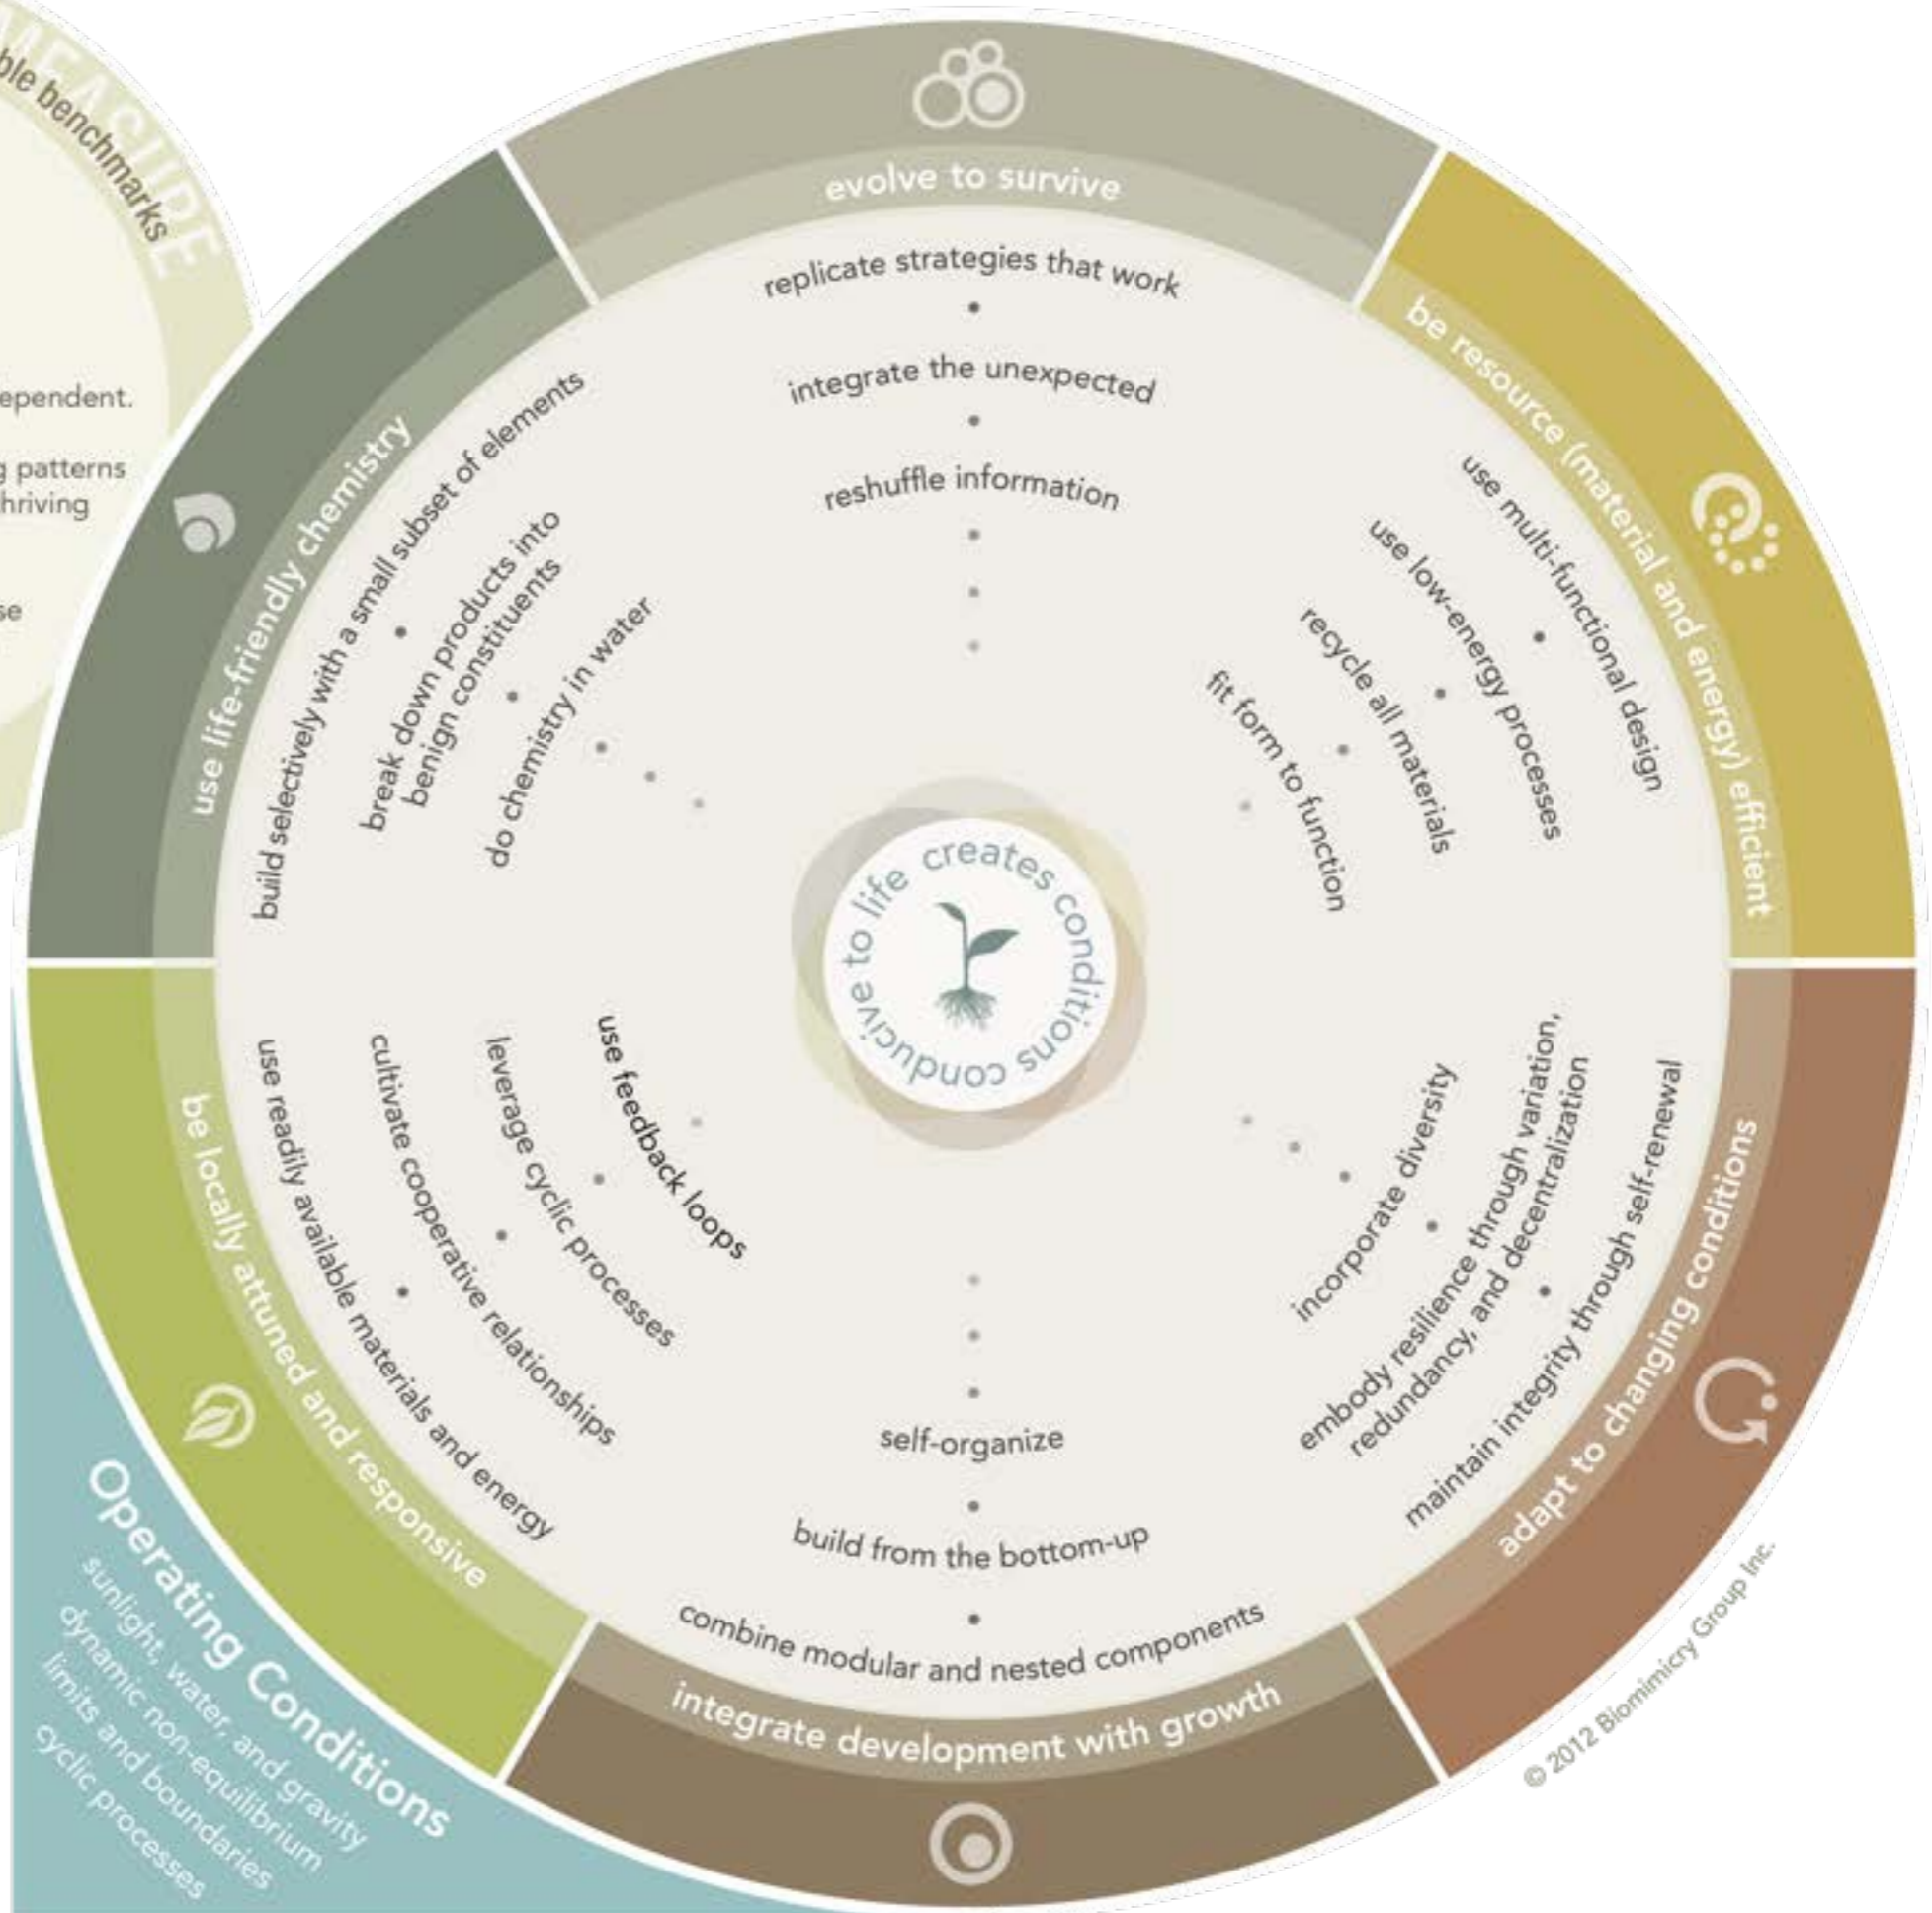 MEASURE
benchmarks
patterns
evolve to survive
replicate strategies that work
integrate the unexpected
reshuffle information
be resource (material and energy) efficient
use multi-functional design
use low-energy processes
recycle all materials
fit form to function
adapt to changing conditions
maintain integrity through self-renewal
embody resilience through variation,
redundancy, and decentralization
incorporate diversity
integrate development with growth
combine modular and nested components
build from the bottom-up
self-organize
be locally attuned and responsive
use readily available materials and energy
cultivate cooperative relationships
leverage cyclic processes
use feedback loops
use life-friendly chemistry
build selectively with a small subset of elements
break down products into
benign constituents
do chemistry in water
life creates conditions conducive to
Operating Conditions
sunlight, water, and gravity
dynamic non-equilibrium
limits and boundaries
cyclic processes
© 2012 Biomimicry Group Inc.